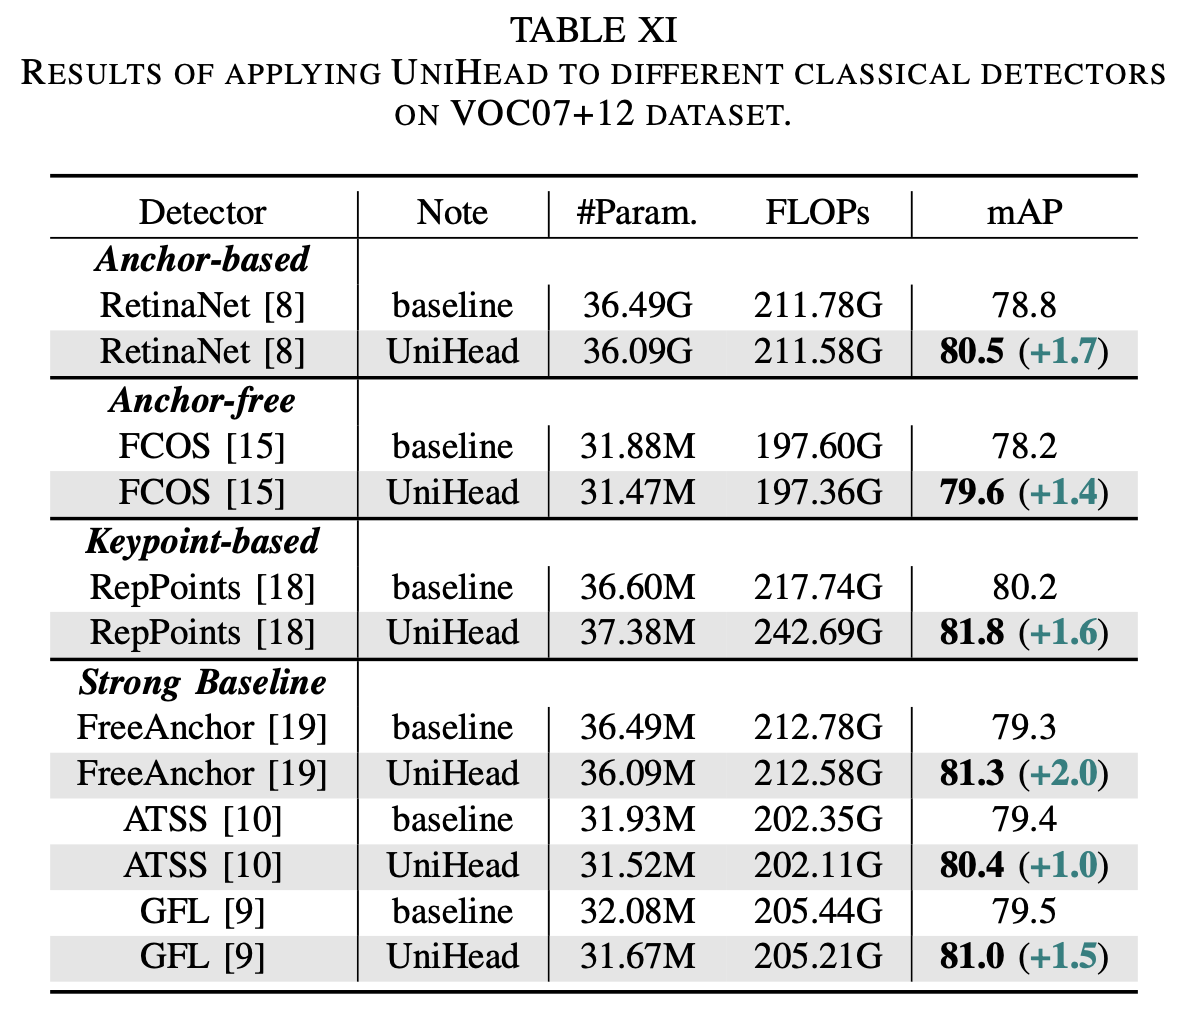 TABLE XI
RESULTS OF APPLYING UNIHEAD TO DIFFERENT CLASSICAL DETECTORS
ON VOC07+12 DATASET.
Detector Note #Param. FLOPs mAP
Anchor-based
RetinaNet [8] baseline 36.49G 211.78G 78.8
RetinaNet [8] UniHead 36.09G 211.58G 80.5 (+1.7)
Anchor-free
FCOS [15] baseline 31.88M 197.60G 78.2
FCOS [15] UniHead 31.47M 197.36G 79.6 (+1.4)
Keypoint-based
RepPoints [18] baseline 36.60M 217.74G 80.2
RepPoints [18] UniHead 37.38M 242.69G 81.8 (+1.6)
Strong Baseline
FreeAnchor [19] baseline 36.49M 212.78G 79.3
FreeAnchor [19] UniHead 36.09M 212.58G 81.3 (+2.0)
ATSS [10] baseline 31.93M 202.35G 79.4
ATSS [10] UniHead 31.52M 202.11G 80.4 (+1.0)
GFL [9] baseline 32.08M 205.44G 79.5
GFL [9] UniHead 31.67M 205.21G 81.0 (+1.5)